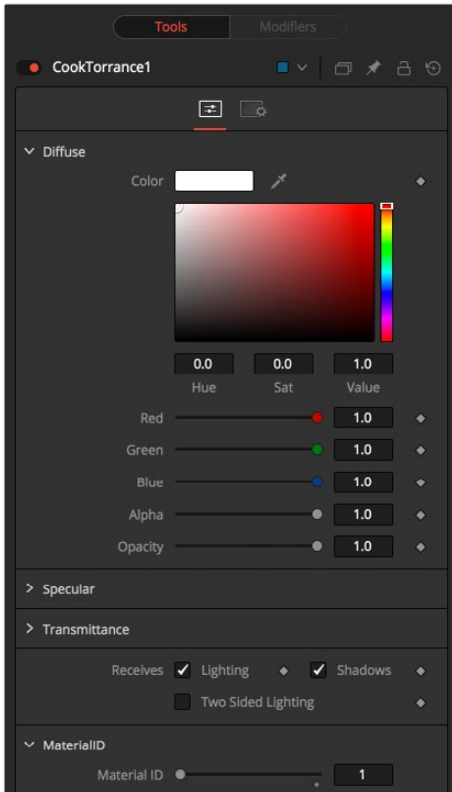 Tools Modifiers
CookTorrance1
Diffuse
Color
0.0 0.0 1.0
Hue Sat Value
Red 1.0
Green 1.0
Blue 1.0
Alpha 1.0
Opacity 1.0
Specular
Transmittance
Receives Lighting Shadows
Two Sided Lighting
MaterialID
Material ID 1